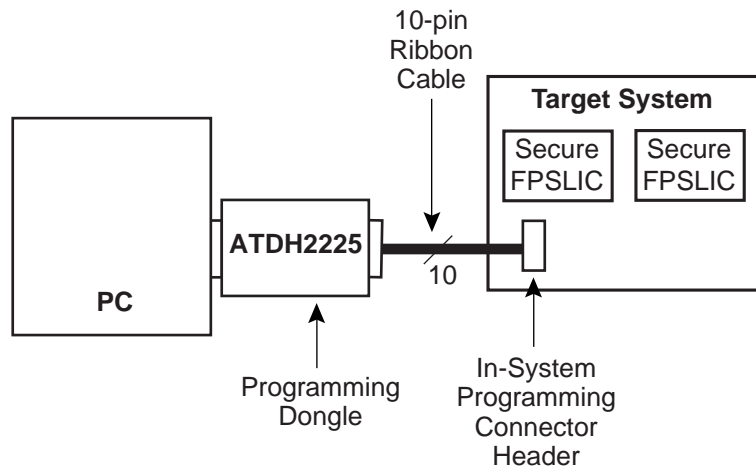 10-pin
Ribbon
Cable
Target System
Secure
FPSLIC
Secure
FPSLIC
ATDH2225
10
PC
Programming
Dongle
In-System
Programming
Connector
Header